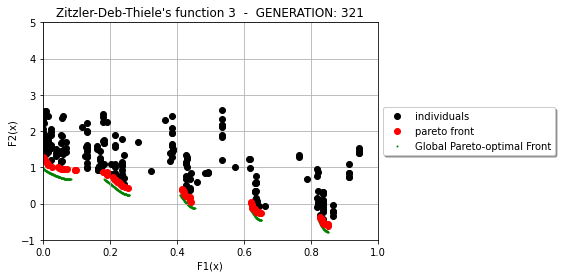 Zitzler-Deb-Thiele's function 3  -  GENERATION: 321
5
4
3
2
1
0
−1
F2(x)
0.0 0.2 0.4 0.6 0.8 1.0
F1(x)
individuals
pareto front
Global Pareto-optimal Front